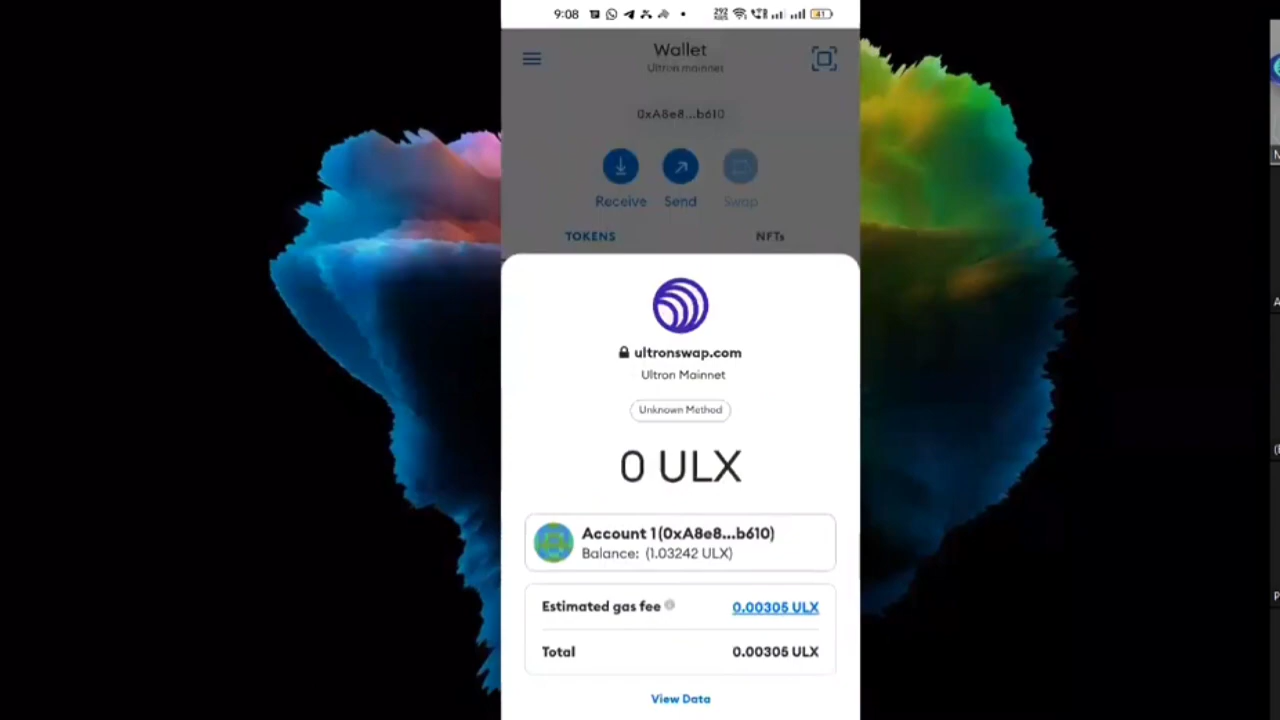 9:08
292
41
Wallet
Ultron mainnet
0xA8e8...b610
Receive Send Swap
TOKENS NFTs
ultronswap.com
Ultron Mainnet
Unknown Method
0 ULX
Account 1 (0xA8e8...b610)
Balance: (1.03242 ULX)
Estimated gas fee 0.00305 ULX
Total 0.00305 ULX
View Data